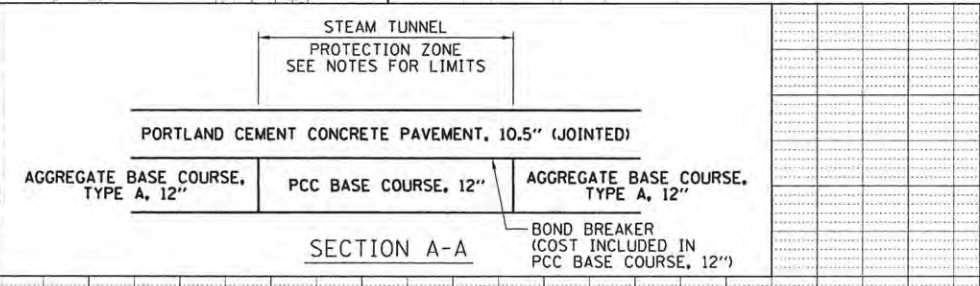 STEAM TUNNEL
PROTECTION ZONE
SEE NOTES FOR LIMITS
PORTLAND CEMENT CONCRETE PAVEMENT, 10.5" (JOINTED)
AGGREGATE BASE COURSE,
TYPE A, 12"
PCC BASE COURSE, 12"
AGGREGATE BASE COURSE,
TYPE A, 12"
BOND BREAKER
(COST INCLUDED IN
PCC BASE COURSE, 12")
SECTION A-A